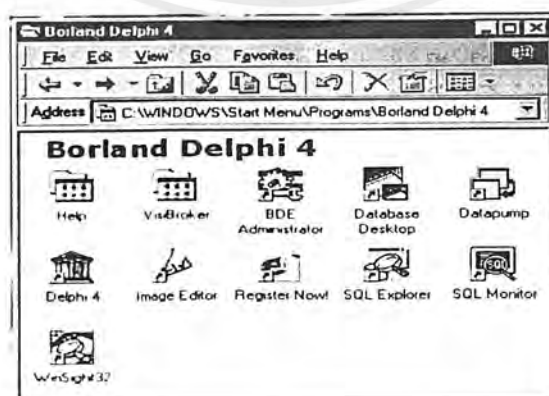 Borland Delphi 4
File Edit View Go Favorites Help
Address C:\WINDOWS\Start Menu\Programs\Borland Delphi 4
Borland Delphi 4
Help VisiBroker BDE Administrator Database Desktop Datapump
Delphi 4 Image Editor Register Now! SQL Explorer SQL Monitor
WinSight32